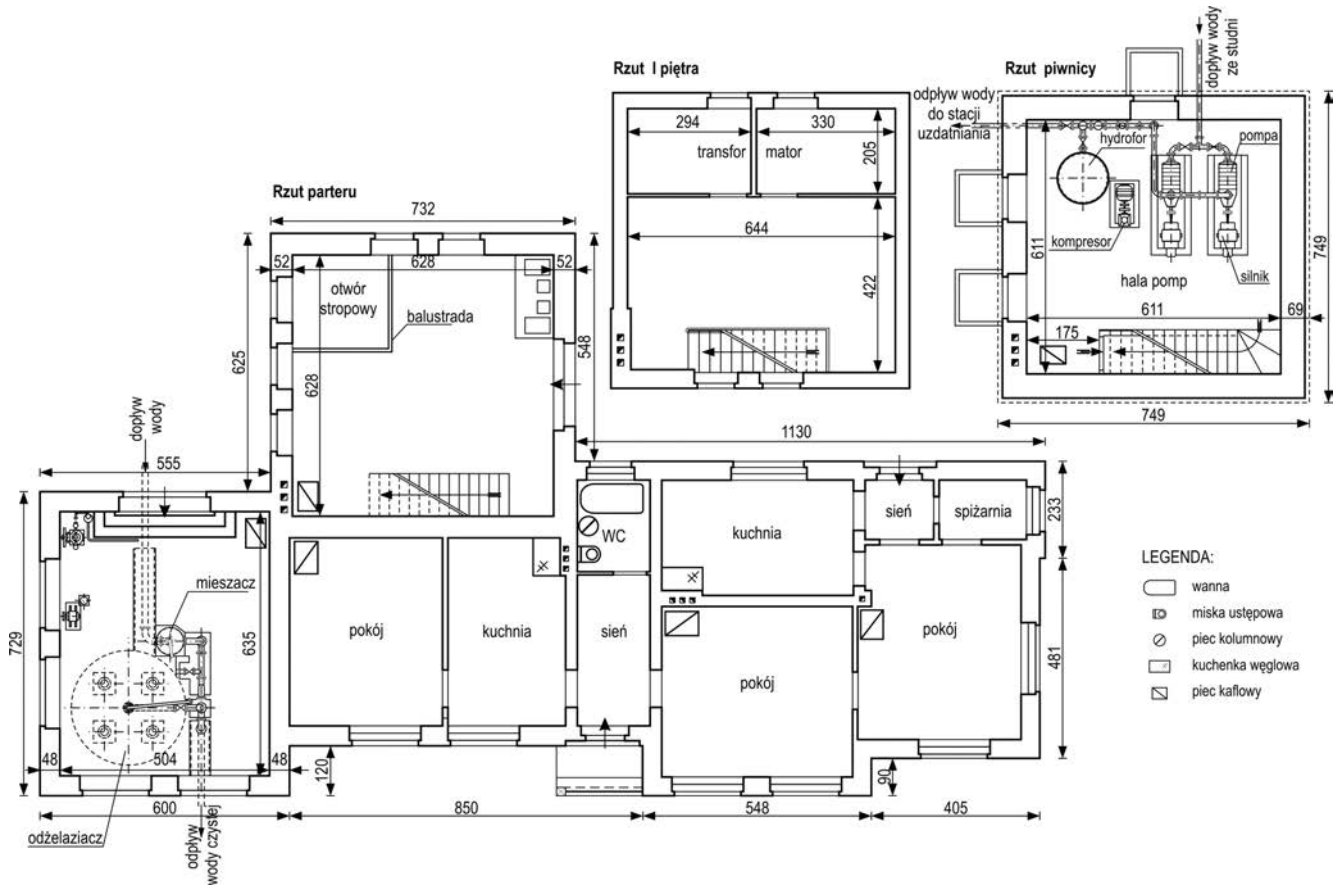 Rzut I piętra
294
330
transfor
mator
205
644
422
Rzut piwnicy
dopływ wody
ze studni
odpływ wody
do stacji
uzdatniania
hydrofor
pompa
kompresor
611
hala pomp
silnik
611
69
175
749
749
Rzut parteru
732
52
628
52
otwór
stropowy
balustrada
625
628
548
dopływ
wody
555
1130
mieszacz
729
635
48
504
48
600
odżelaziacz
odpływ
wody czystej
pokój
kuchnia
WC
sień
kuchnia
sień
spiżarnia
233
pokój
pokój
481
120
90
850
548
405
LEGENDA:
wanna
miska ustępowa
piec kolumnowy
kuchenka węglowa
piec kaflowy